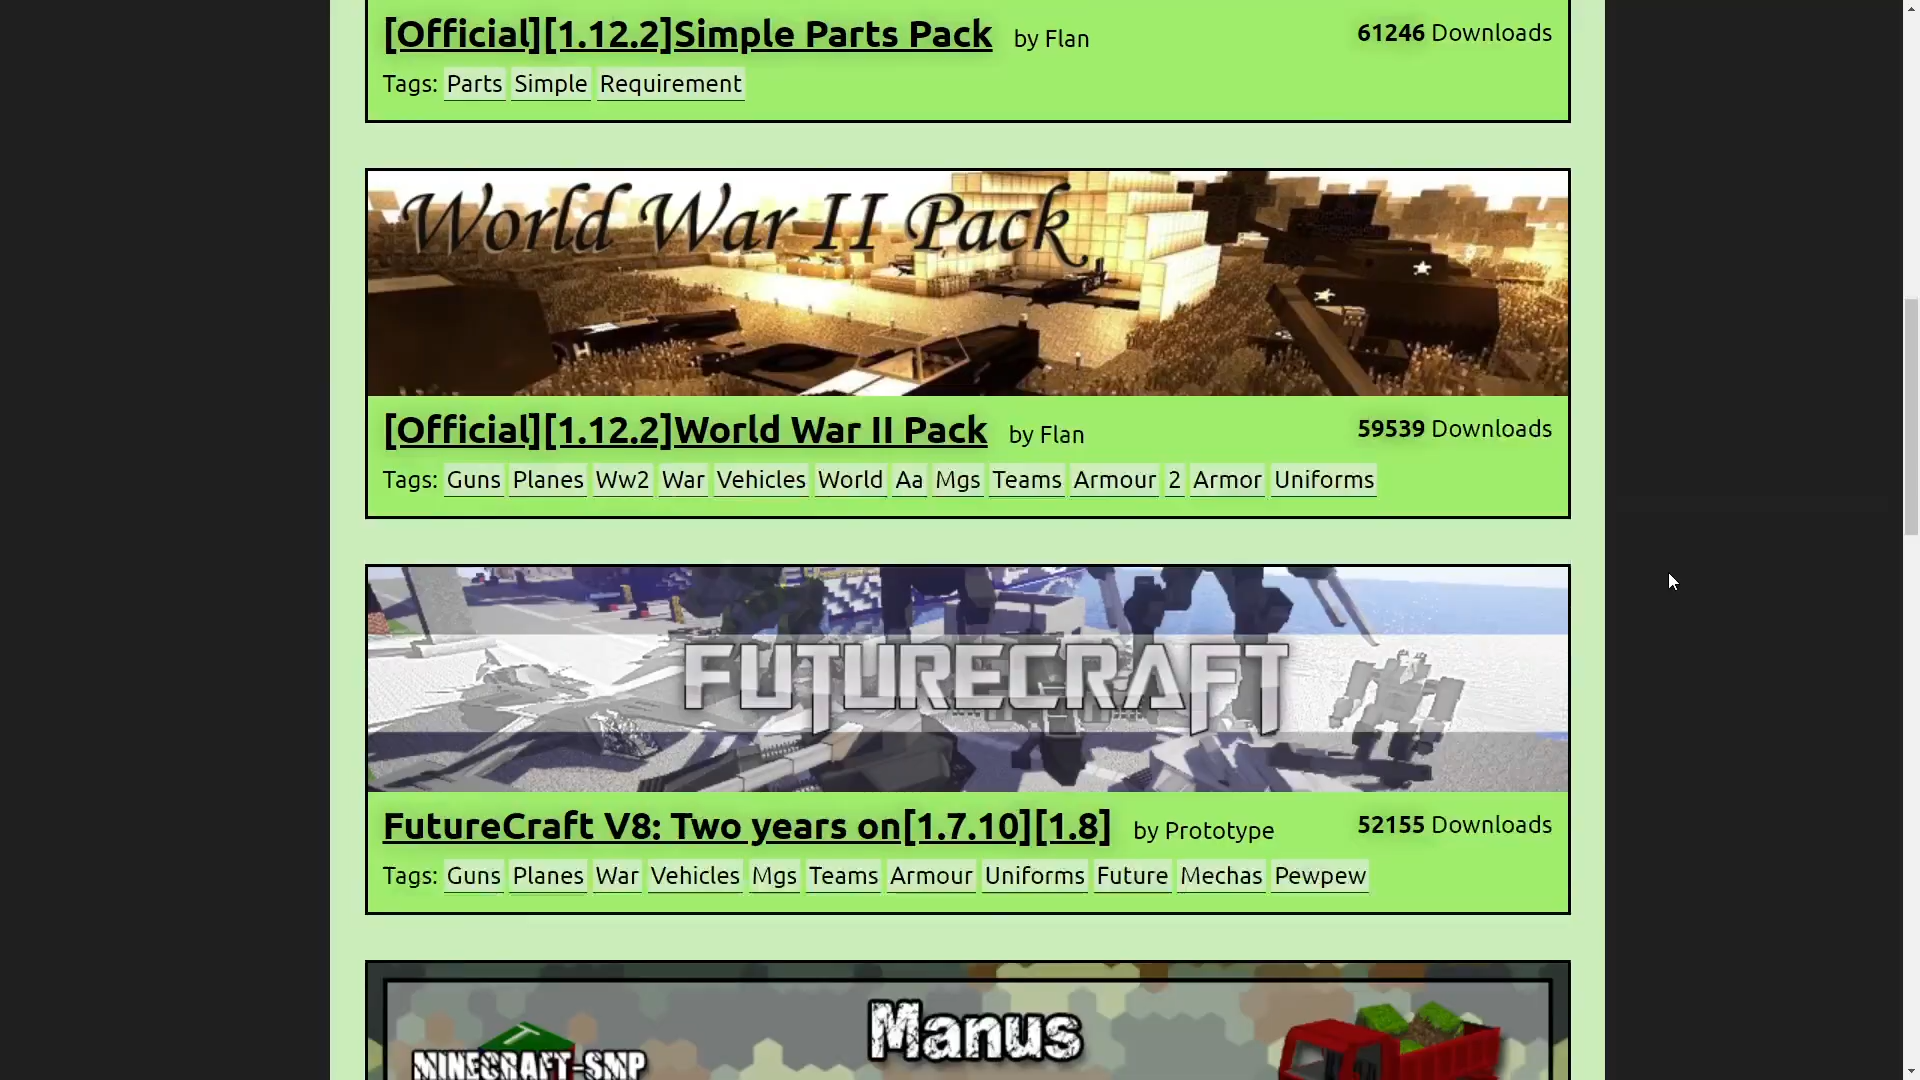 [Official][1.12.2]Simple Parts Pack by Flan 61246 Downloads
Tags: Parts Simple Requirement
World War II Pack
[Official][1.12.2]World War II Pack by Flan 59539 Downloads
Tags: Guns Planes Ww2 War Vehicles World Aa Mgs Teams Armour 2 Armor Uniforms
FUTURECRAFT
FutureCraft V8: Two years on[1.7.10][1.8] by Prototype 52155 Downloads
Tags: Guns Planes War Vehicles Mgs Teams Armour Uniforms Future Mechas Pewpew
Manus
T
MINECRAFT-SMP